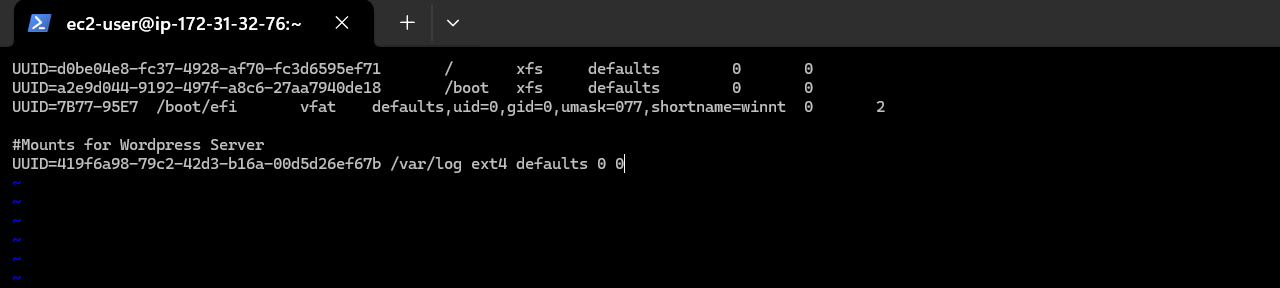 ec2-user@ip-172-31-32-76:~
UUID=d0be04e8-fc37-4928-af70-fc3d6595ef71 / xfs defaults 0 0
UUID=a2e9d044-9192-497f-a8c6-27aa7940de18 /boot xfs defaults 0 0
UUID=7B77-95E7 /boot/efi vfat defaults,uid=0,gid=0,umask=077,shortname=winnt 0 2
#Mounts for Wordpress Server
UUID=419f6a98-79c2-42d3-b16a-00d5d26ef67b /var/log ext4 defaults 0 0
~
~
~
~
~
~